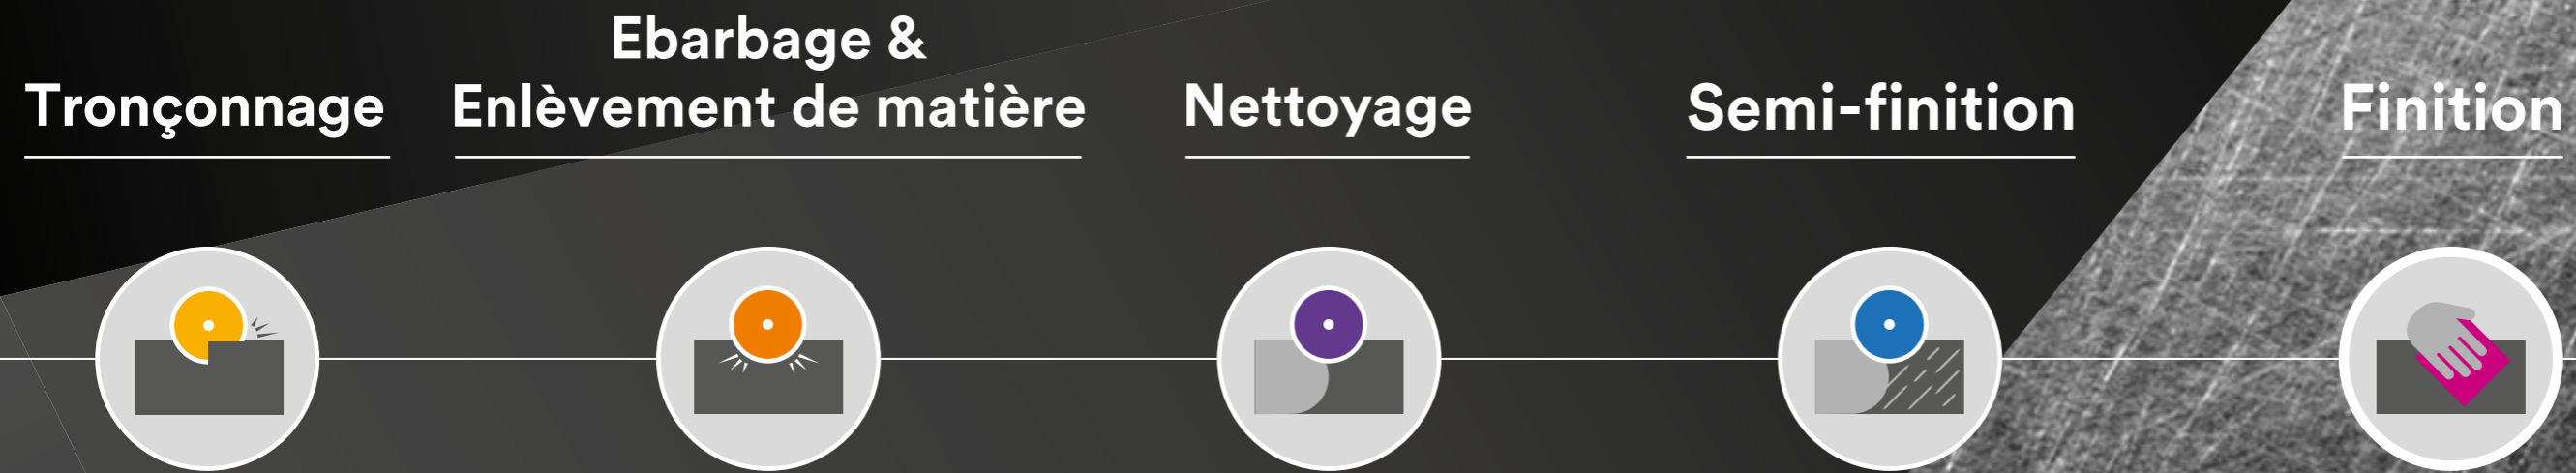 Tronçonnage
Ebarbage &
Enlèvement de matière
Nettoyage
Semi-finition
Finition